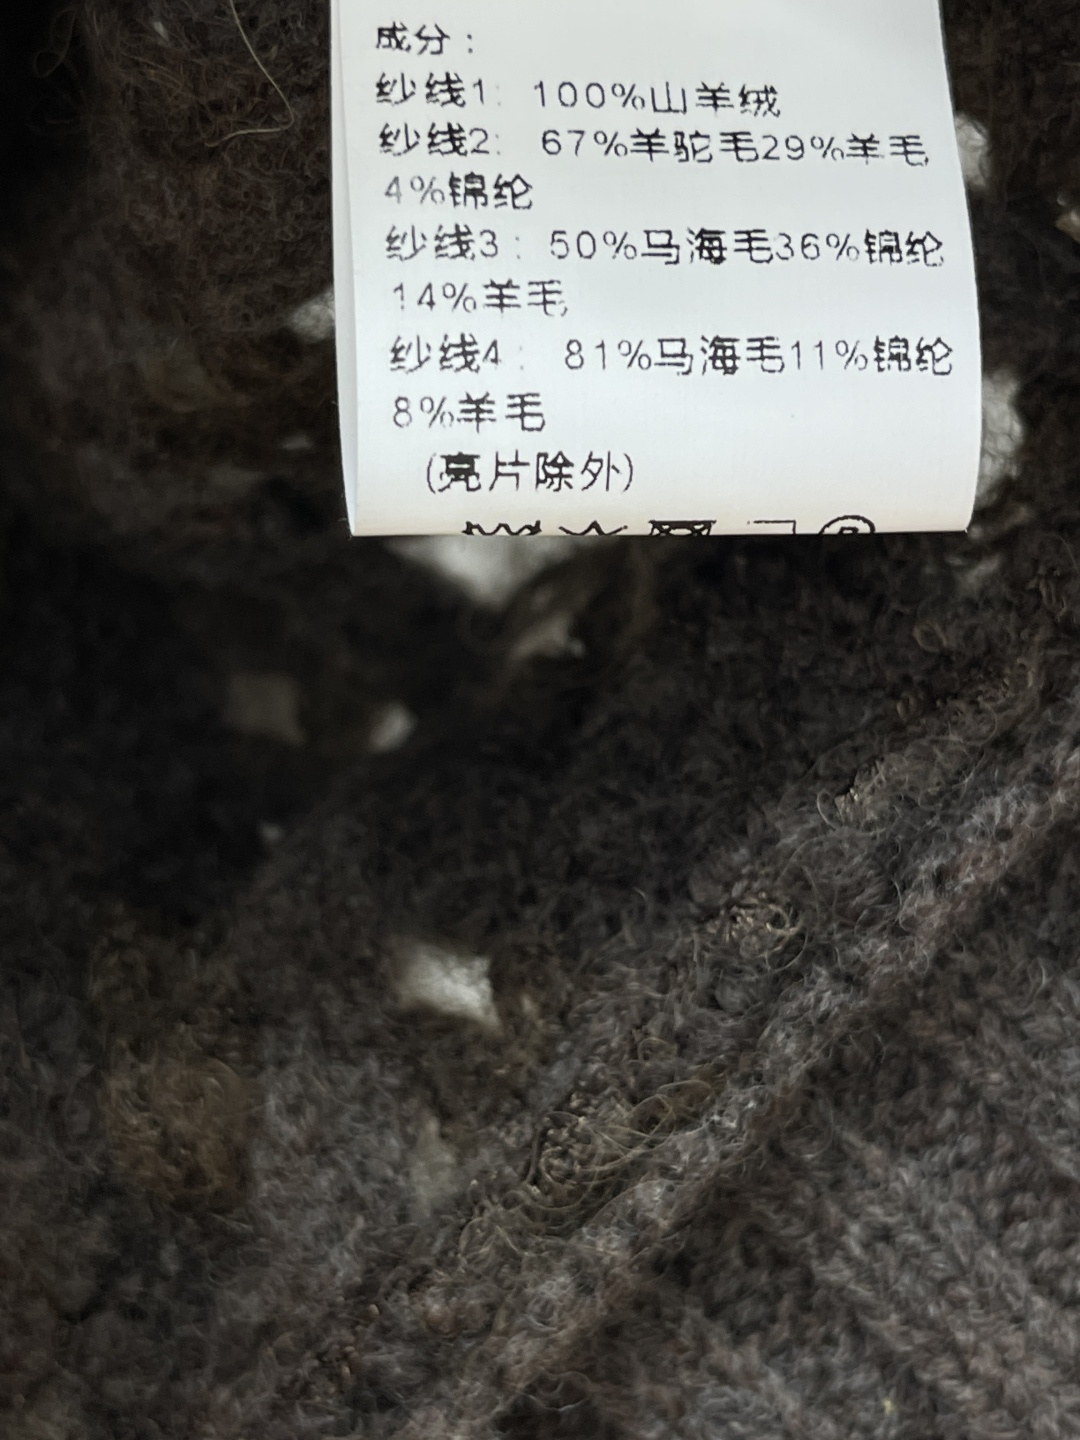 成分：
纱线1： 100%山羊绒
纱线2： 67%羊驼毛29%羊毛
4%锦纶
纱线3： 50%马海毛36%锦纶
14%羊毛
纱线4： 81%马海毛11%锦纶
8%羊毛
(亮片除外)